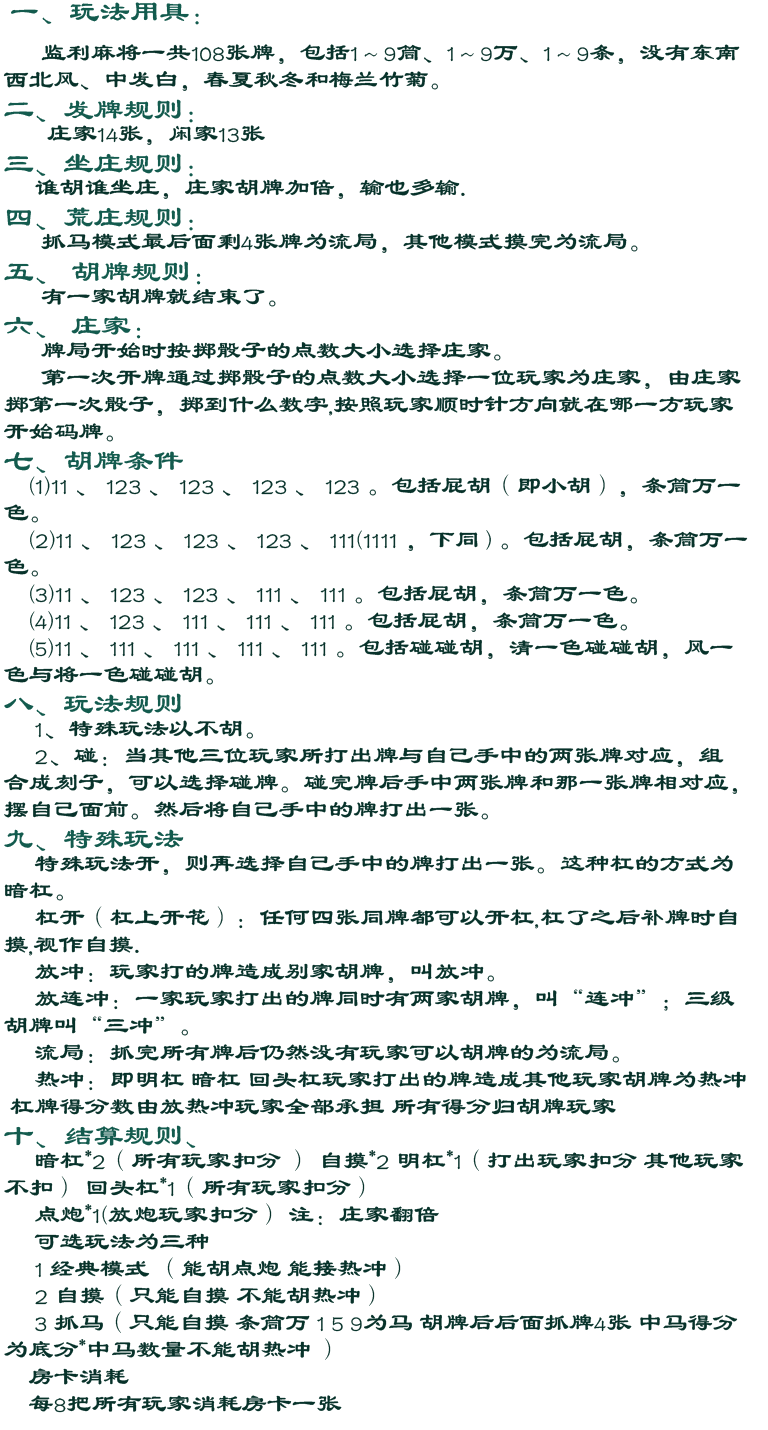 一、玩法用具：
监利麻将一共108张牌，包括1～9筒、1～9万、1～9条，没有东南
西北风、中发白，春夏秋冬和梅兰竹菊。
二、发牌规则：
庄家14张，闲家13张
三、坐庄规则：
谁胡谁坐庄，庄家胡牌加倍，输也多输.
四、荒庄规则：
抓马模式最后面剩4张牌为流局，其他模式摸完为流局。
五、 胡牌规则：
有一家胡牌就结束了。
六、 庄家：
牌局开始时按掷骰子的点数大小选择庄家。
第一次开牌通过掷骰子的点数大小选择一位玩家为庄家，由庄家
掷第一次骰子，掷到什么数字,按照玩家顺时针方向就在哪一方玩家
开始码牌。
七、胡牌条件
(1)11 、 123 、 123 、 123 、 123 。包括屁胡（即小胡），条筒万一
色。
(2)11 、 123 、 123 、 123 、 111(1111 ，下同）。包括屁胡，条筒万一
色。
(3)11 、 123 、 123 、 111 、 111 。包括屁胡，条筒万一色。
(4)11 、 123 、 111 、 111 、 111 。包括屁胡，条筒万一色。
(5)11 、 111 、 111 、 111 、 111 。包括碰碰胡，清一色碰碰胡，风一
色与将一色碰碰胡。
八、玩法规则
1、特殊玩法以不胡。
2、碰：当其他三位玩家所打出牌与自己手中的两张牌对应，组
合成刻子，可以选择碰牌。碰完牌后手中两张牌和那一张牌相对应，
摆自己面前。然后将自己手中的牌打出一张。
九、特殊玩法
特殊玩法开，则再选择自己手中的牌打出一张。这种杠的方式为
暗杠。
杠开（杠上开花）：任何四张同牌都可以开杠,杠了之后补牌时自
摸,视作自摸.
放冲：玩家打的牌造成别家胡牌，叫放冲。
放连冲：一家玩家打出的牌同时有两家胡牌，叫“连冲”；三级
胡牌叫“三冲”。
流局：抓完所有牌后仍然没有玩家可以胡牌的为流局。
热冲：即明杠 暗杠 回头杠玩家打出的牌造成其他玩家胡牌为热冲
杠牌得分数由放热冲玩家全部承担 所有得分归胡牌玩家
十、结算规则、
暗杠*2（所有玩家扣分 ） 自摸*2 明杠*1（打出玩家扣分 其他玩家
不扣） 回头杠*1（所有玩家扣分）
点炮*1(放炮玩家扣分） 注：庄家翻倍
可选玩法为三种
1 经典模式 （能胡点炮 能接热冲）
2 自摸（只能自摸 不能胡热冲）
3 抓马（只能自摸 条筒万 1 5 9为马 胡牌后后面抓牌4张 中马得分
为底分*中马数量不能胡热冲 ）
房卡消耗
每8把所有玩家消耗房卡一张